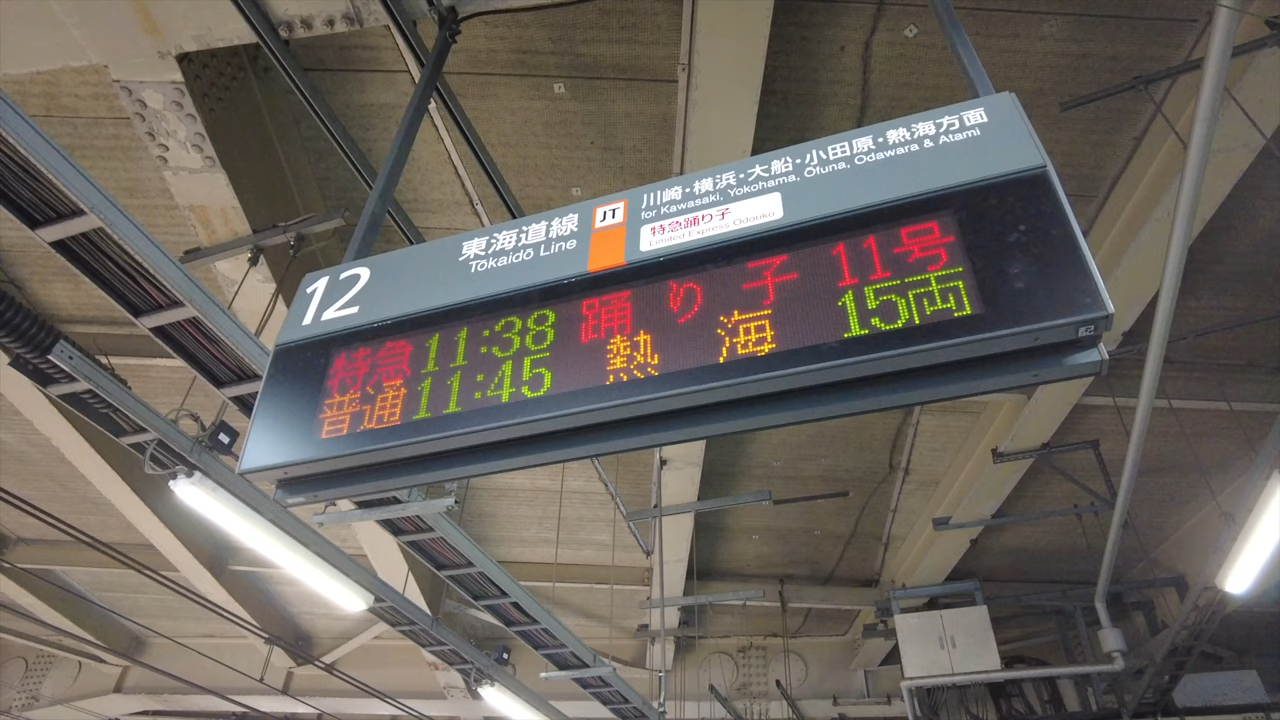 12
東海道線
Tōkaidō Line
JT
川崎・横浜・大船・小田原・熱海方面
for Kawasaki, Yokohama, Ōfuna, Odawara & Atami
特急踊り子
Limited Express Odoriko
特急 11:38 踊り子 11号
普通 11:45 熱海 15両
配